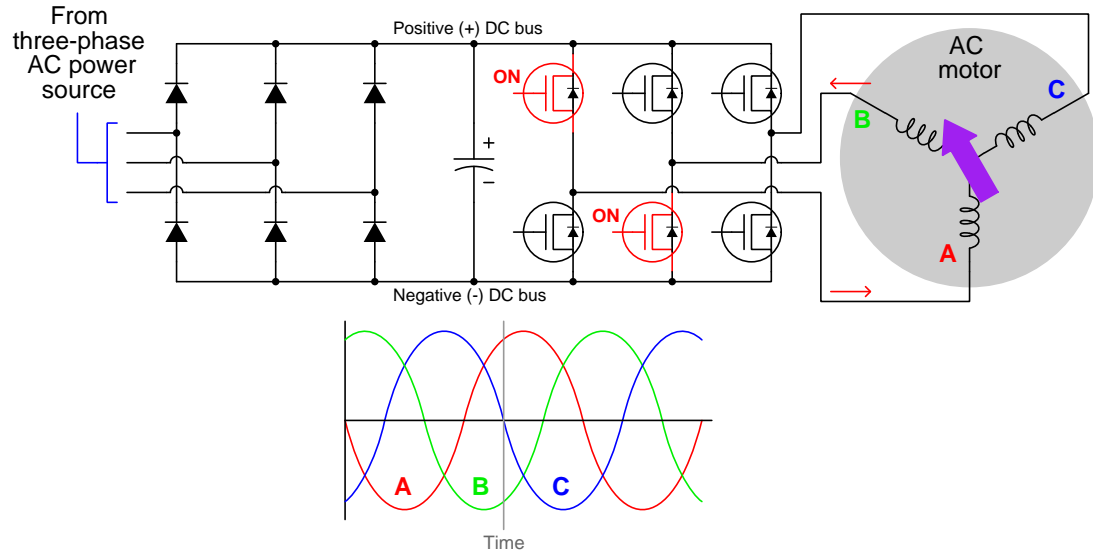 From
three-phase
AC power
source
Positive (+) DC bus
ON
ON
+
−
Negative (-) DC bus
AC
motor
B
C
A
A
B
C
Time